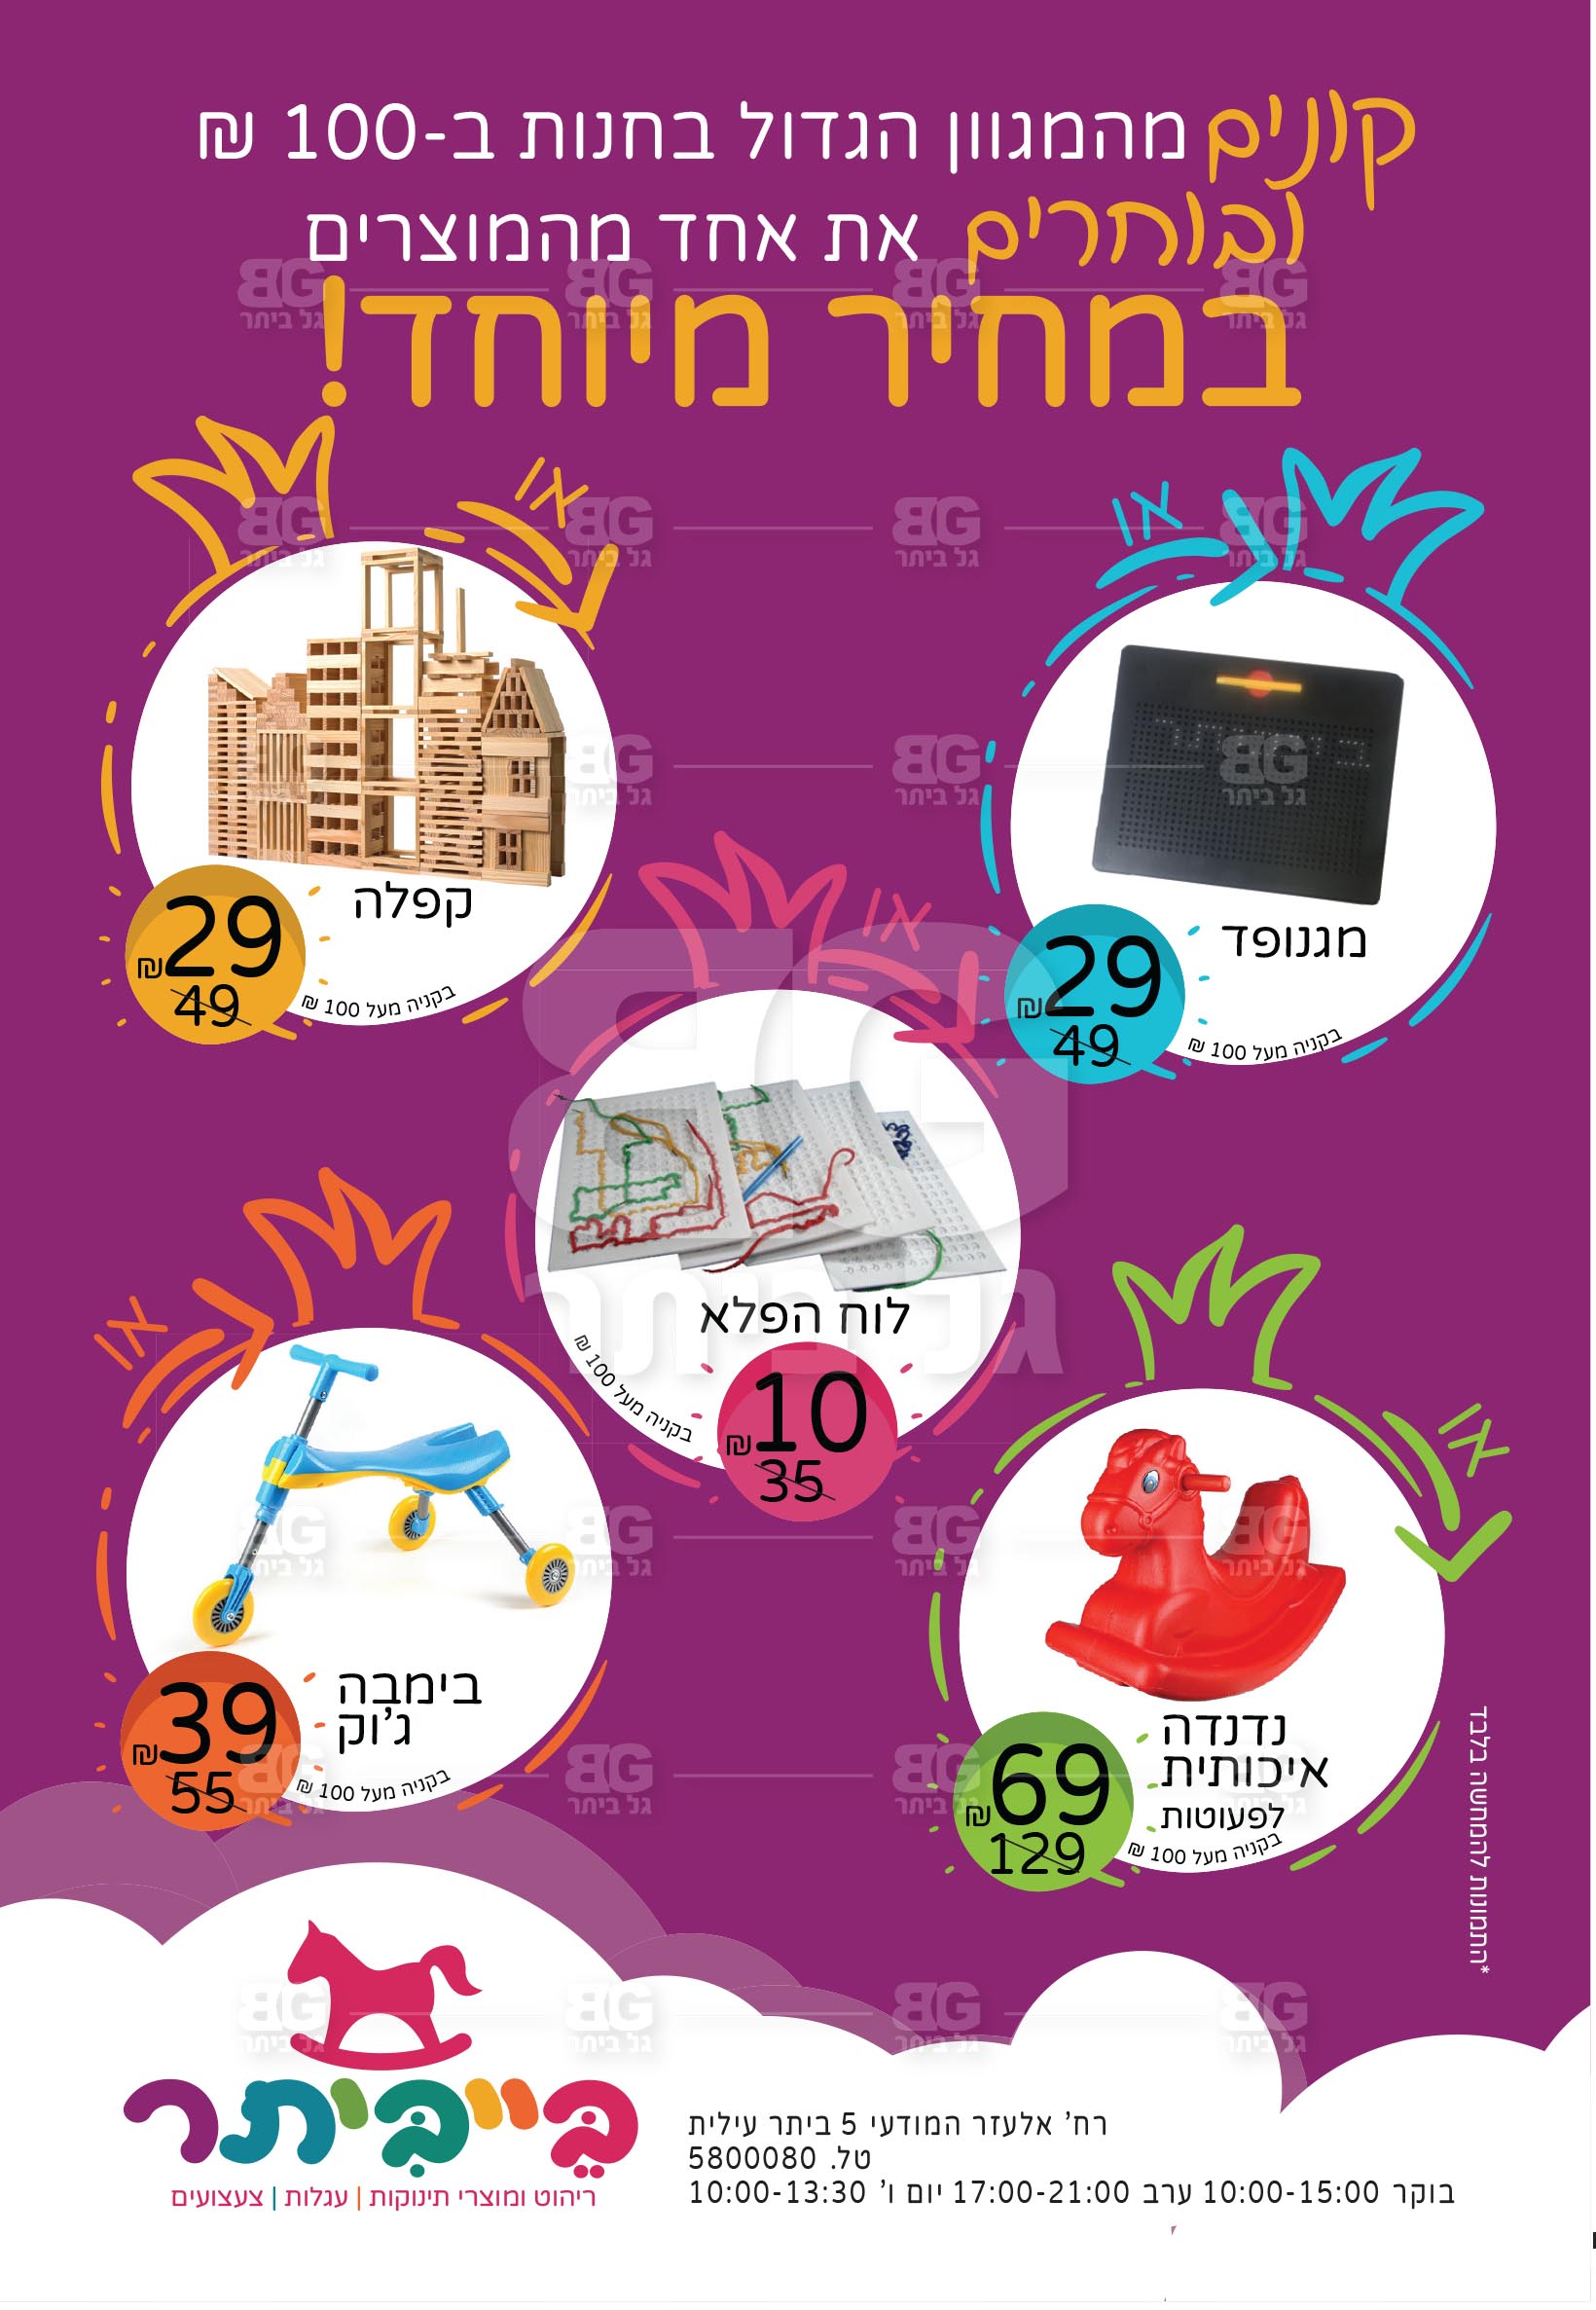 קונים מהמגוון הגדול בחנות ב-100 ₪
ובוחרים את אחד מהמוצרים
במחיר מיוחד!
או
מגנופד
29 ₪
49
בקניה מעל 100 ₪
או
קפלה
29 ₪
49
בקניה מעל 100 ₪
או
לוח הפלא
10 ₪
35
בקניה מעל 100 ₪
או
נדנדה
איכותית
לפעוטות
69 ₪
129
בקניה מעל 100 ₪
או
בימבה
ג'וק
39 ₪
55
בקניה מעל 100 ₪
*התמונות להמחשה בלבד
בייביתר
ריהוט ומוצרי תינוקות | עגלות | צעצועים
רח' אלעזר המודעי 5 ביתר עילית
טל. 5800080
בוקר 10:00-15:00 ערב 17:00-21:00 יום ו' 10:00-13:30
BG
גל ביתר